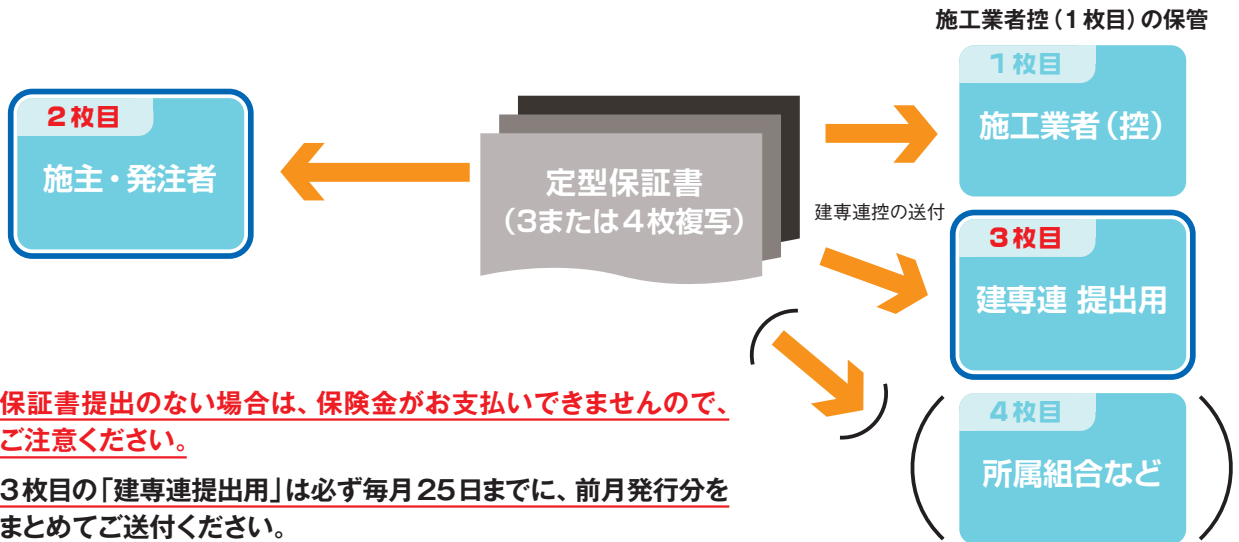 施工業者控(1枚目)の保管
1枚目
施工業者(控)
2枚目
施主・発注者
定型保証書
(3または4枚複写)
建専連控の送付
3枚目
建専連 提出用
4枚目
所属組合など
保証書提出のない場合は、保険金がお支払いできませんので、
ご注意ください。
3枚目の「建専連提出用」は必ず毎月25日までに、前月発行分を
まとめてご送付ください。